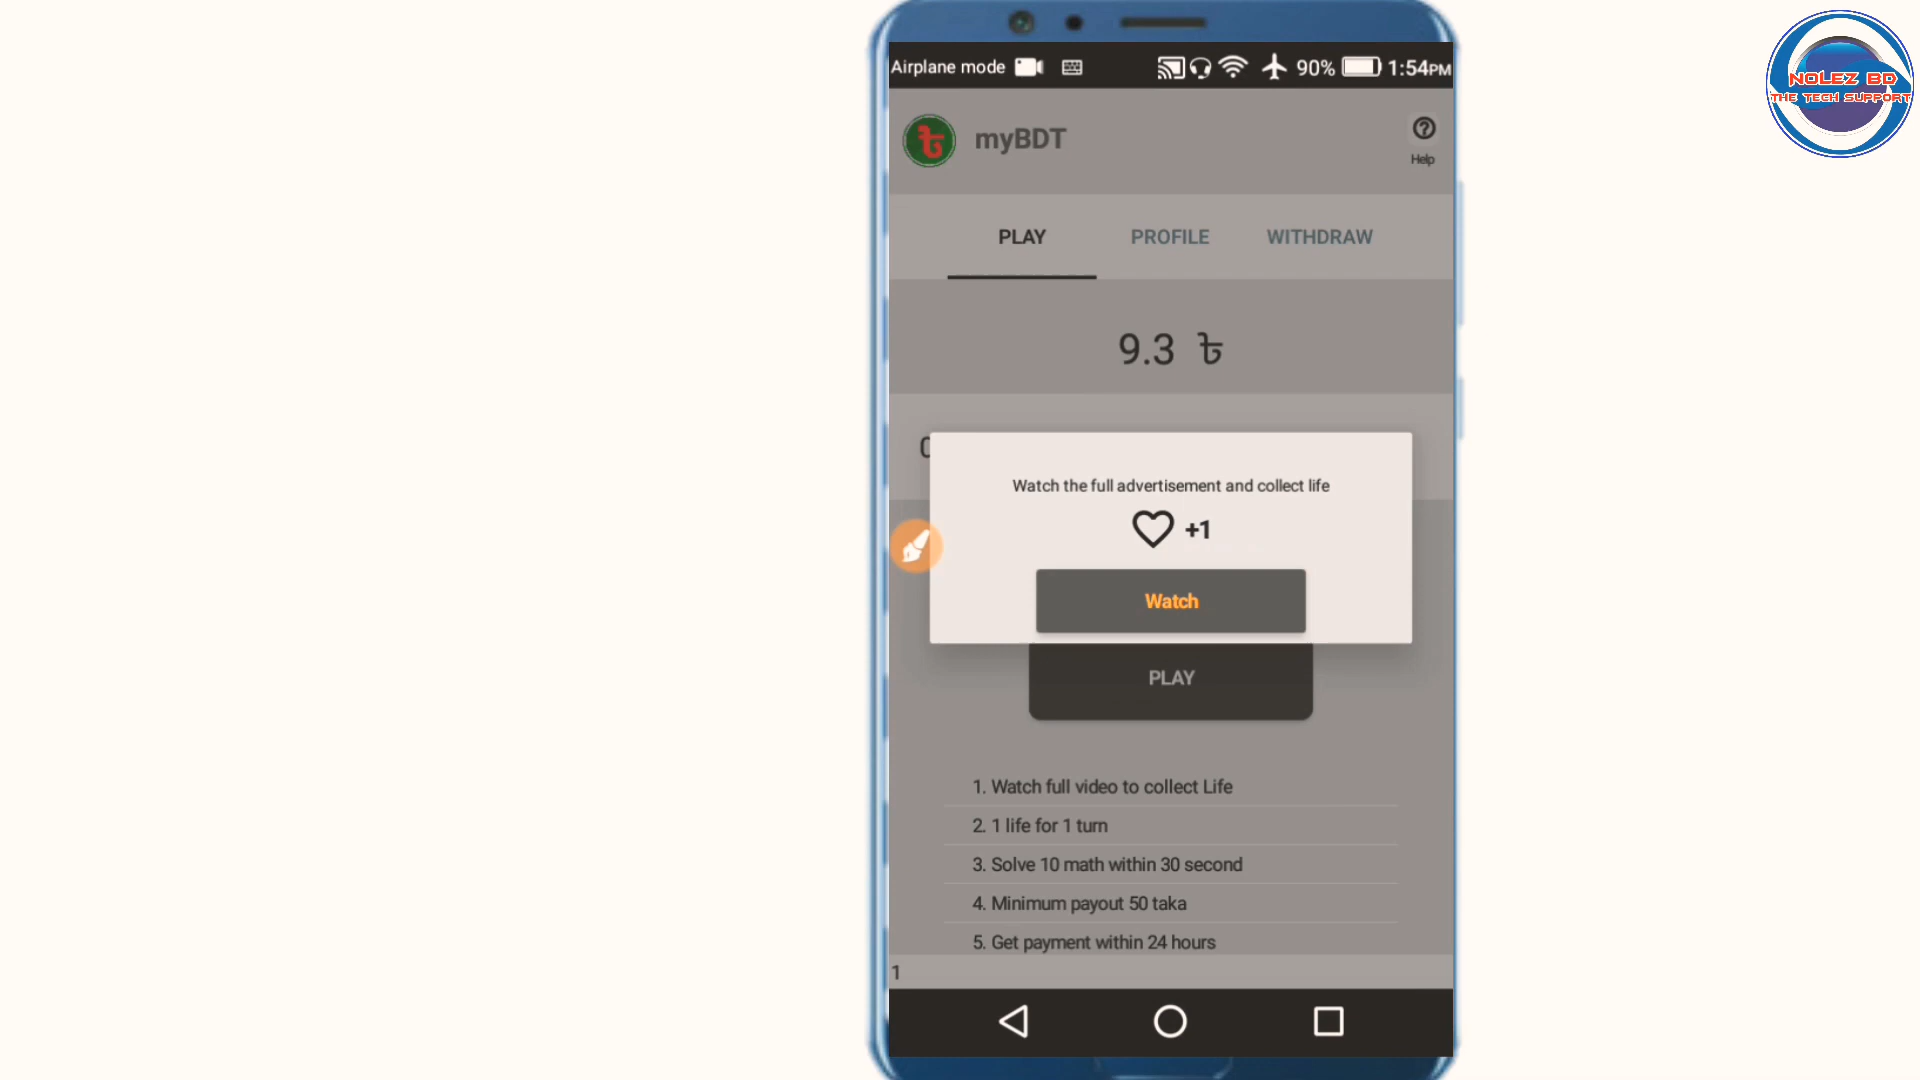 NOLEZ BD
THE TECH SUPPORT
Airplane mode 90% 1:54PM
৳ myBDT
Help
PLAY PROFILE WITHDRAW
9.3 ৳
Watch the full advertisement and collect life
+1
Watch
PLAY
1. Watch full video to collect Life
2. 1 life for 1 turn
3. Solve 10 math within 30 second
4. Minimum payout 50 taka
5. Get payment within 24 hours
1